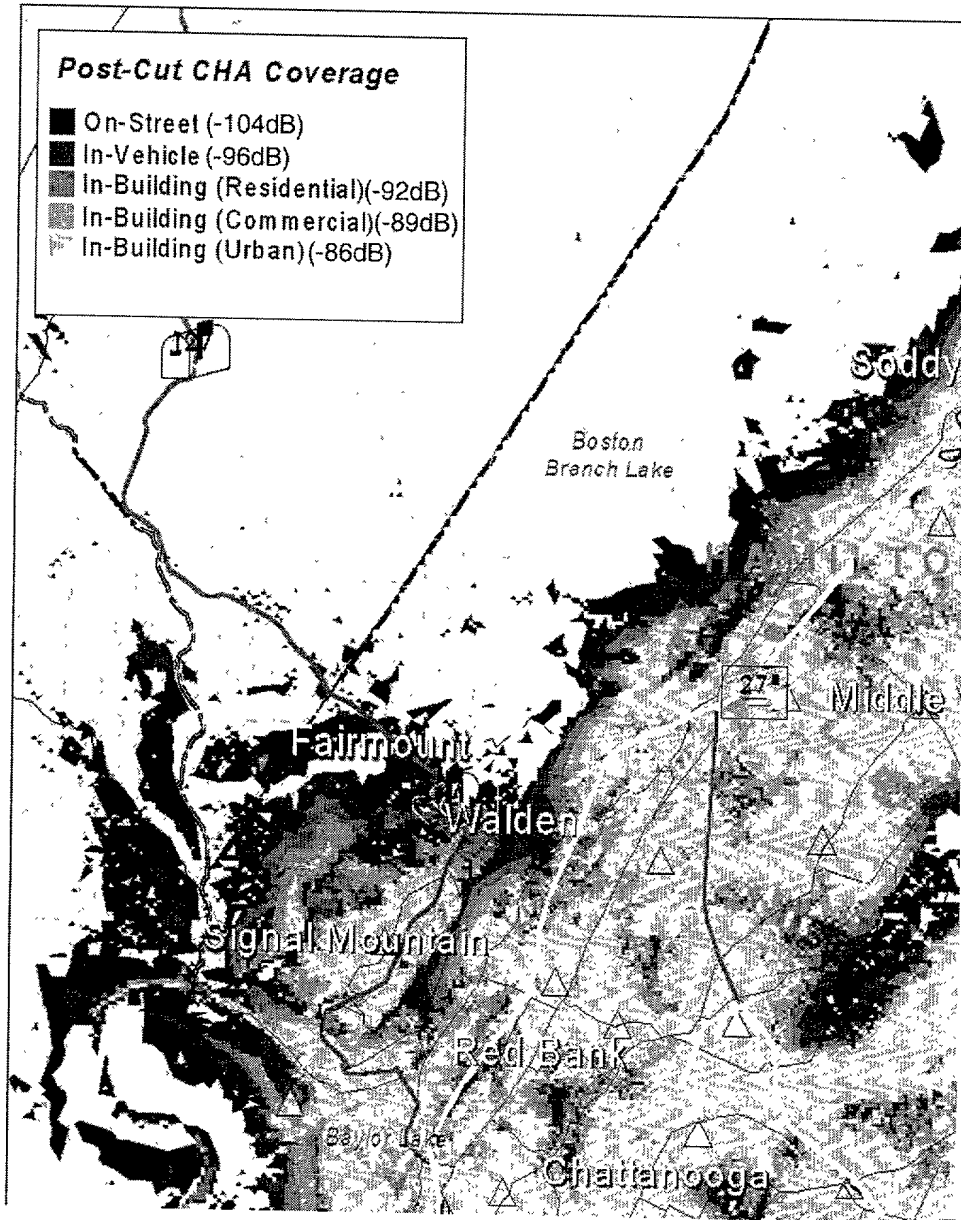 Post-Cut CHA Coverage
On-Street (-104dB)
In-Vehicle (-96dB)
In-Building (Residential)(-92dB)
In-Building (Commercial)(-89dB)
In-Building (Urban)(-86dB)
127
Soddy
Boston
Branch Lake
HAMILTO
27
Middle
Fairmount
Walden
Signal Mountain
Red Bank
Baylor Lake
Chattanooga